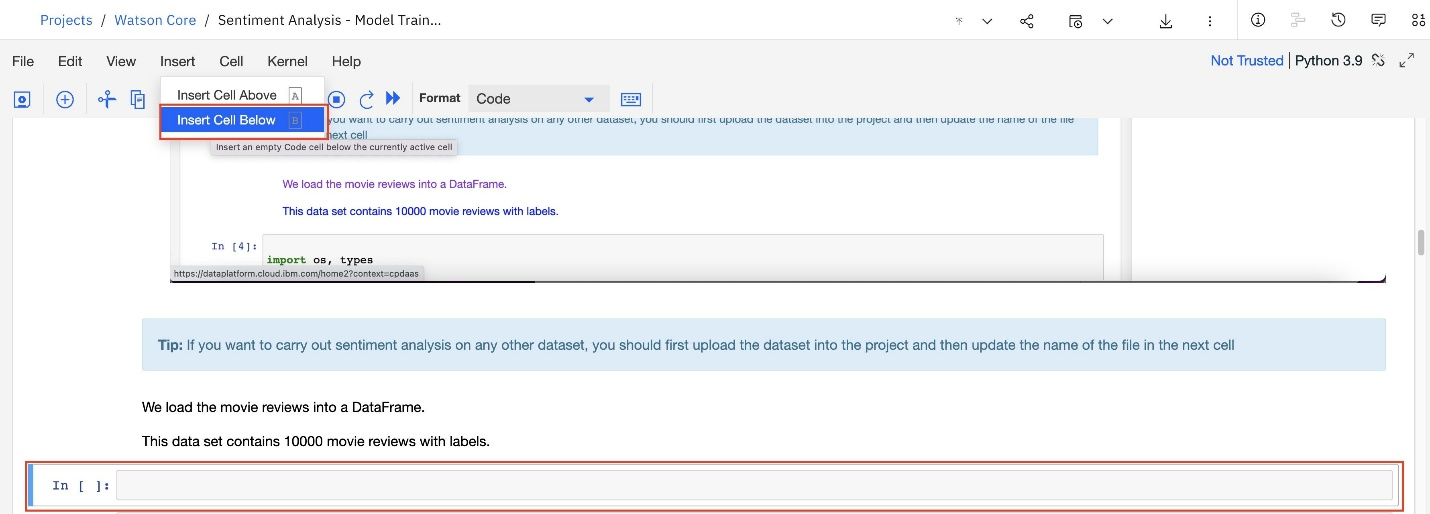 Projects / Watson Core / Sentiment Analysis - Model Train...
File Edit View Insert Cell Kernel Help
Not Trusted | Python 3.9
Insert Cell Above A
Format Code
Insert Cell Below B
you want to carry out sentiment analysis on any other dataset, you should first upload the dataset into the project and then update the name of the file
next cell
Insert an empty Code cell below the currently active cell
We load the movie reviews into a DataFrame.
This data set contains 10000 movie reviews with labels.
In [4]:
import os, types
https://dataplatform.cloud.ibm.com/home2?context=cpdaas
Tip: If you want to carry out sentiment analysis on any other dataset, you should first upload the dataset into the project and then update the name of the file in the next cell
We load the movie reviews into a DataFrame.
This data set contains 10000 movie reviews with labels.
In [ ]: